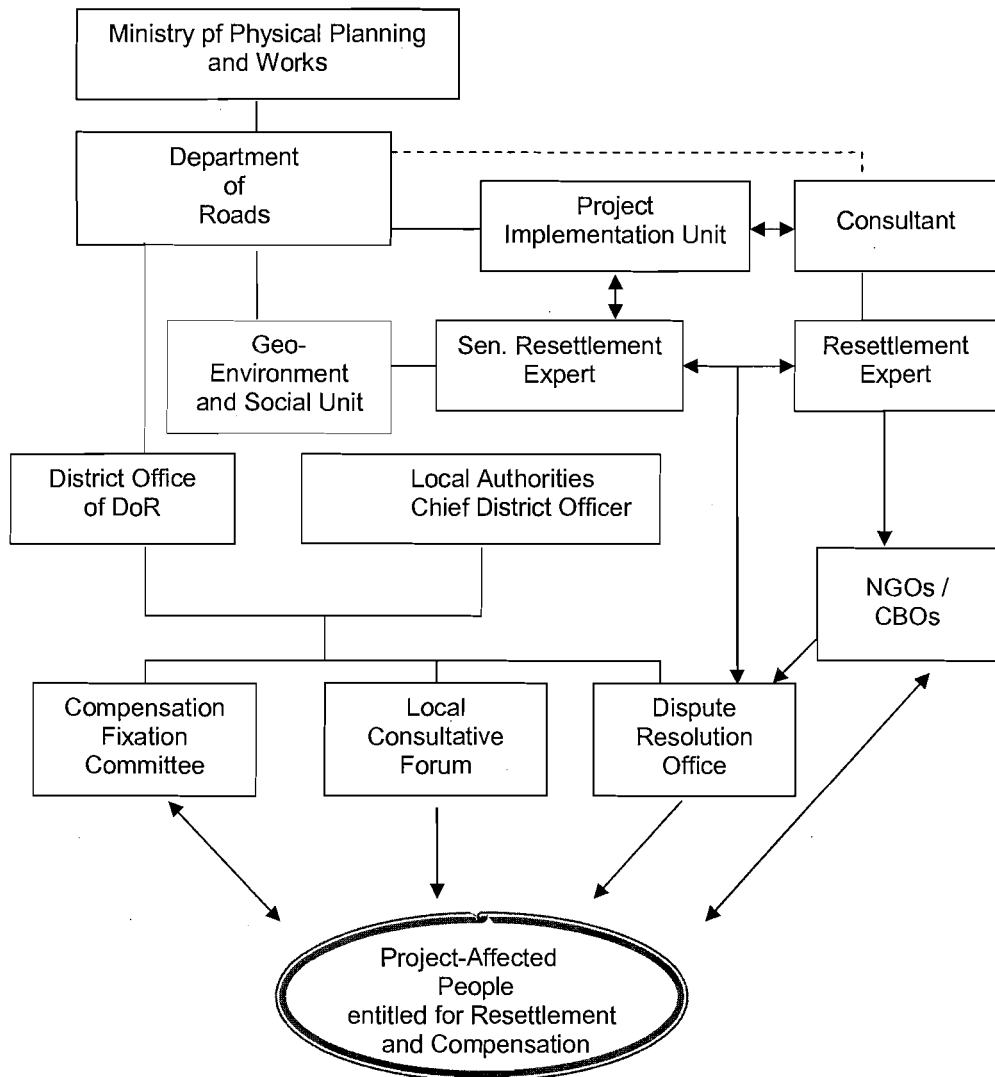 Ministry pf Physical Planning
and Works
Department
of
Roads
Project
Implementation Unit
Consultant
Geo-
Environment
and Social Unit
Sen. Resettlement
Expert
Resettlement
Expert
District Office
of DoR
Local Authorities
Chief District Officer
NGOs /
CBOs
Compensation
Fixation
Committee
Local
Consultative
Forum
Dispute
Resolution
Office
Project-Affected
People
entitled for Resettlement
and Compensation